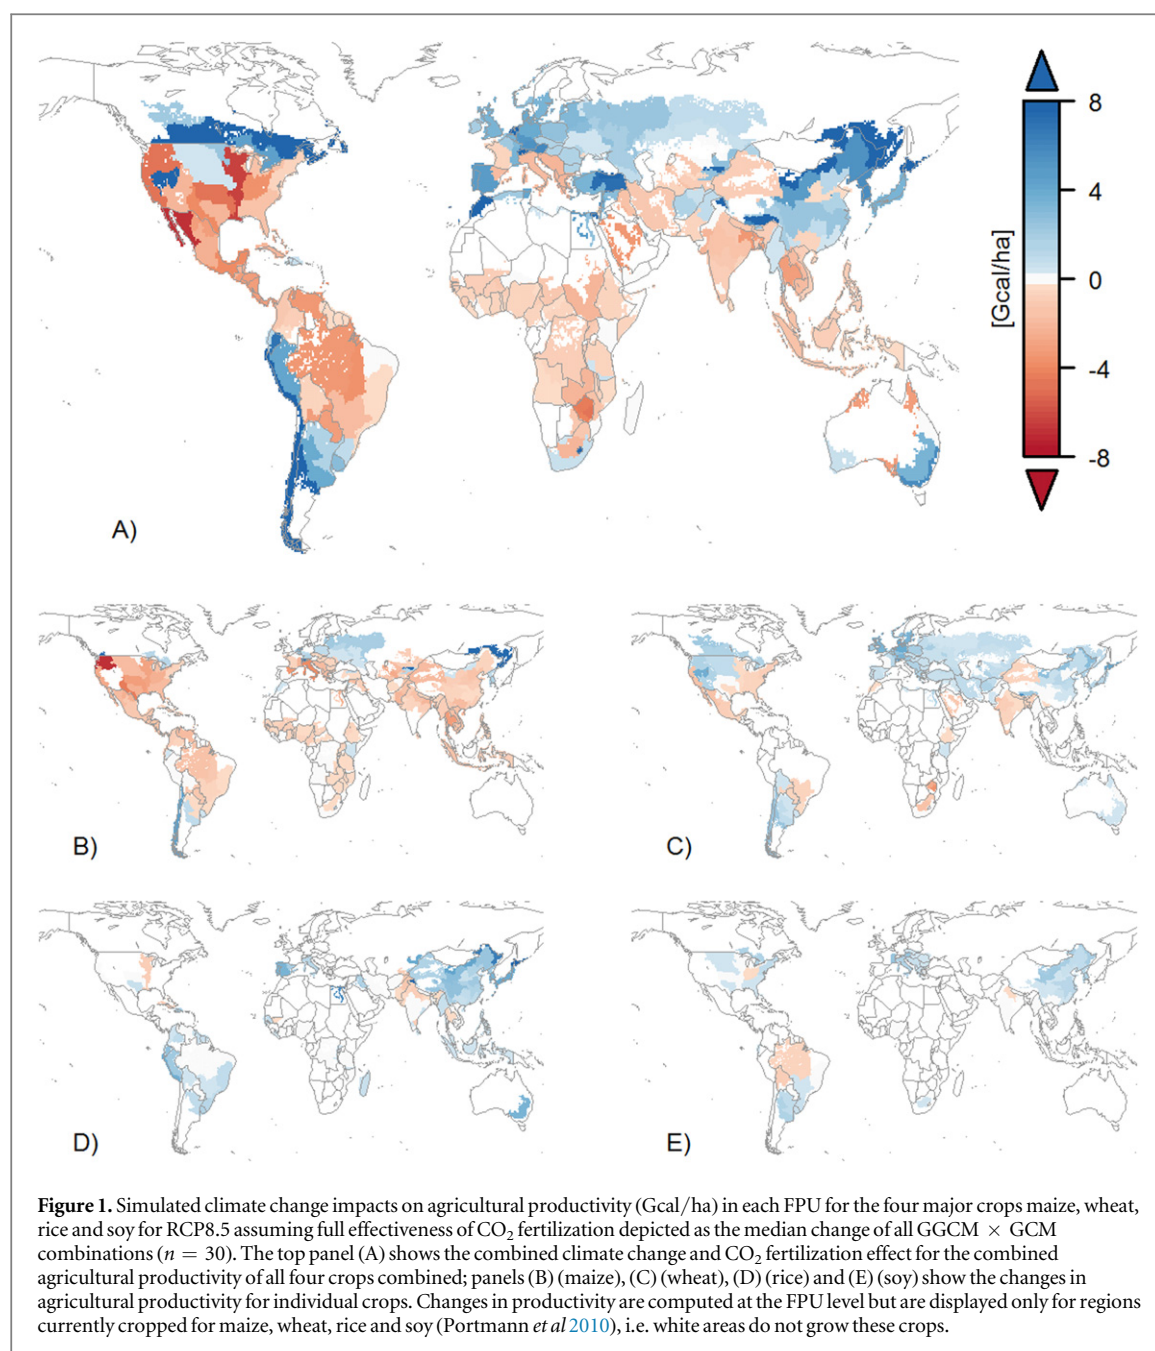 8
4
0
-4
-8
[Gcal/ha]
A)
B)
C)
D)
E)
Figure 1. Simulated climate change impacts on agricultural productivity (Gcal/ha) in each FPU for the four major crops maize, wheat,
rice and soy for RCP8.5 assuming full effectiveness of CO₂ fertilization depicted as the median change of all GGCM × GCM
combinations (n = 30). The top panel (A) shows the combined climate change and CO₂ fertilization effect for the combined
agricultural productivity of all four crops combined; panels (B) (maize), (C) (wheat), (D) (rice) and (E) (soy) show the changes in
agricultural productivity for individual crops. Changes in productivity are computed at the FPU level but are displayed only for regions
currently cropped for maize, wheat, rice and soy (Portmann et al 2010), i.e. white areas do not grow these crops.